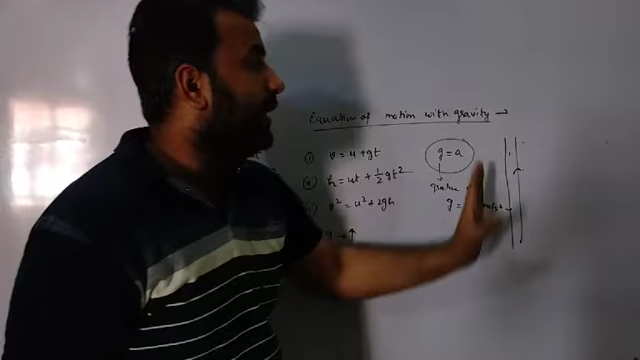 Equation of motion with gravity →
① v = u + gt
② h = ut + 1/2 gt²
v² = u² + 2gh
g = a
↓
g =
→ ↑